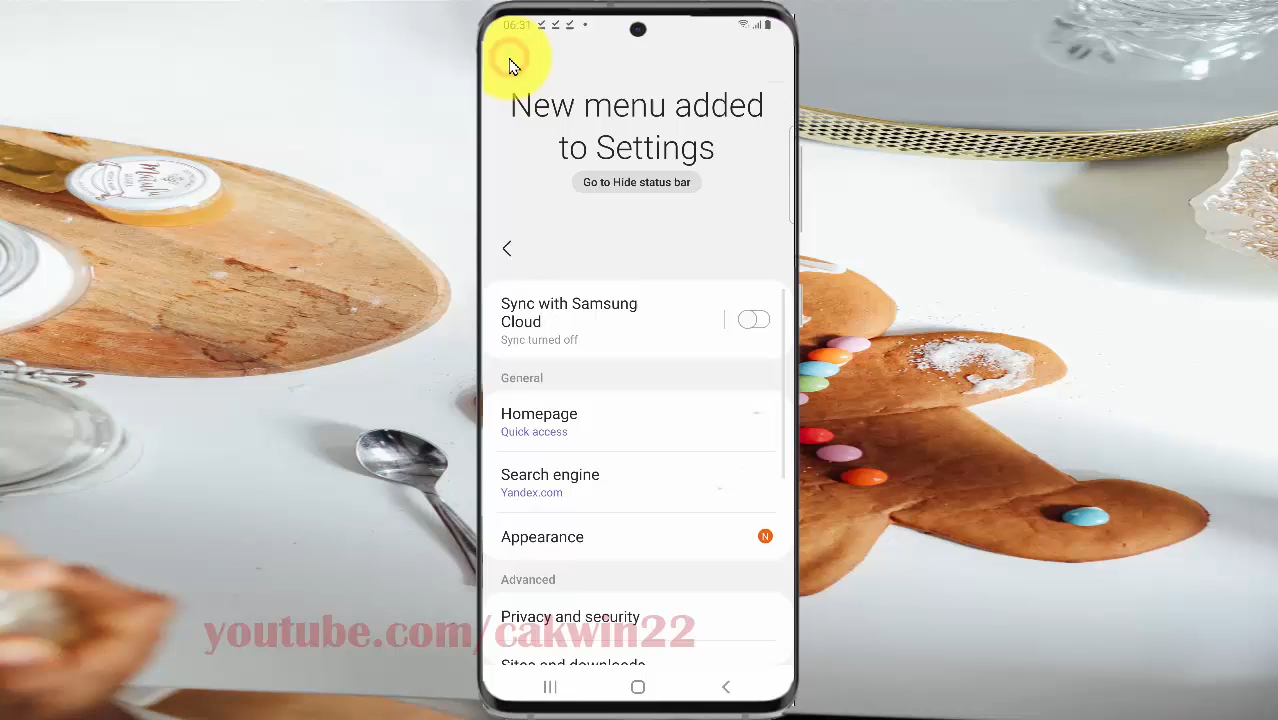 06:31
New menu added
to Settings
Go to Hide status bar
Sync with Samsung
Cloud
Sync turned off
General
Homepage
Quick access
Search engine
Yandex.com
Appearance
N
Advanced
Privacy and security
Sites and downloads
youtube.com/cakwin22